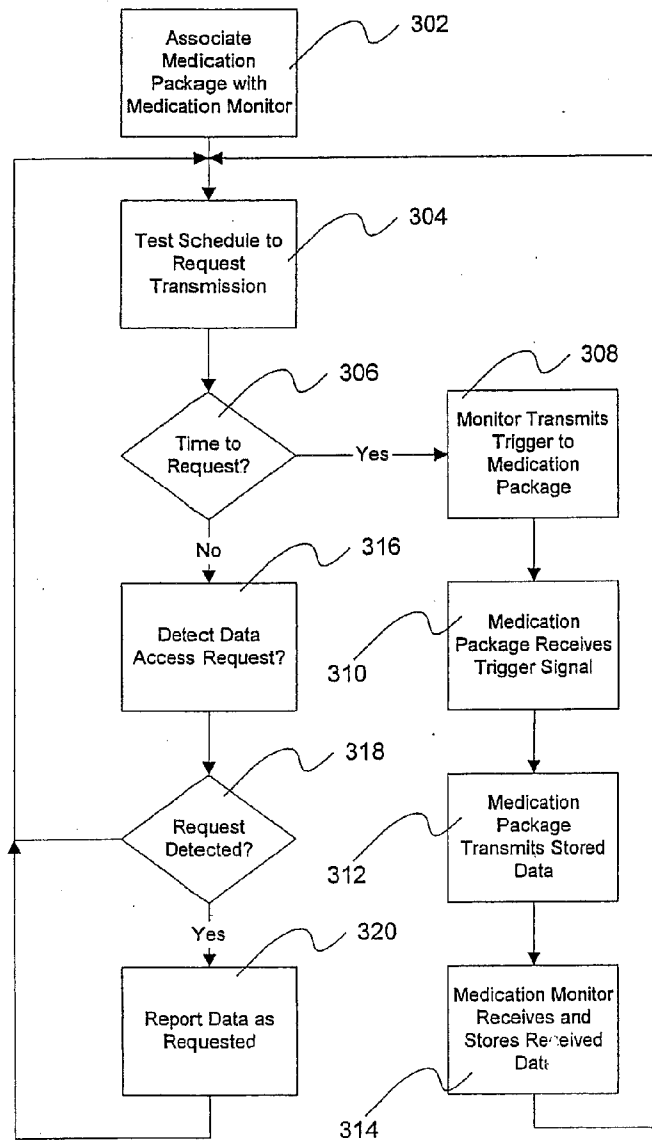 Associate
Medication
Package with
Medication Monitor
302
Test Schedule to
Request
Transmission
304
Time to
Request?
306
Yes
Monitor Transmits
Trigger to
Medication
Package
308
No
Detect Data
Access Request?
316
Medication
Package Receives
Trigger Signal
310
Request
Detected?
318
Medication
Package
Transmits Stored
Data
312
Yes
Report Data as
Requested
320
Medication Monitor
Receives and
Stores Received
Data
314